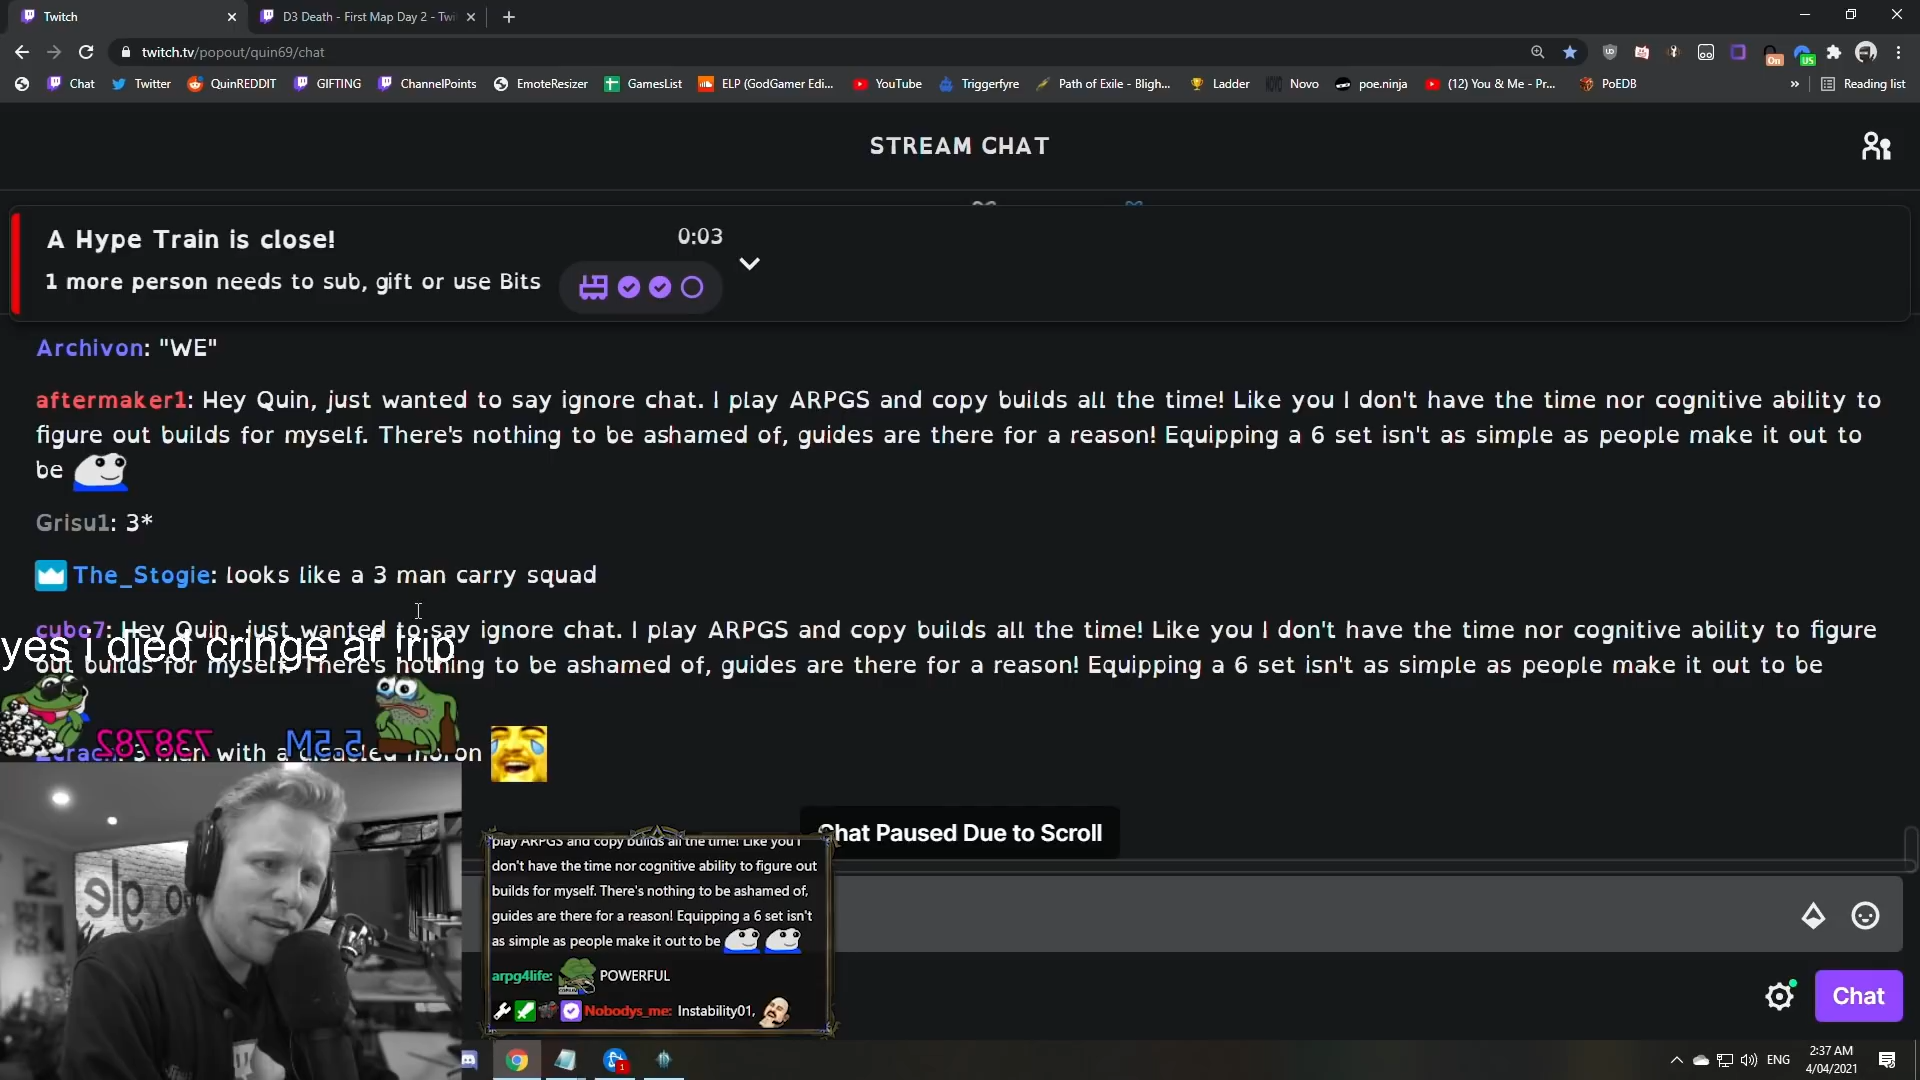 Twitch
D3 Death - First Map Day 2 - Twi
twitch.tv/popout/quin69/chat
Chat
Twitter
QuinREDDIT
GIFTING
ChannelPoints
EmoteResizer
GamesList
ELP (GodGamer Edi...
YouTube
Triggerfyre
Path of Exile - Bligh...
Ladder
Novo
poe.ninja
(12) You & Me - Pr...
PoEDB
»
Reading list
STREAM CHAT
A Hype Train is close!
0:03
1 more person needs to sub, gift or use Bits
Archivon: "WE"
aftermaker1: Hey Quin, just wanted to say ignore chat. I play ARPGS and copy builds all the time! Like you I don't have the time nor cognitive ability to
figure out builds for myself. There's nothing to be ashamed of, guides are there for a reason! Equipping a 6 set isn't as simple as people make it out to
be
Grisu1: 3*
The_Stogie: looks like a 3 man carry squad
cubo7: Hey Quin, just wanted to say ignore chat. I play ARPGS and copy builds all the time! Like you I don't have the time nor cognitive ability to figure
yes i died cringe af !rip
out builds for myself. There's nothing to be ashamed of, guides are there for a reason! Equipping a 6 set isn't as simple as people make it out to be
738782
5.5M
3 man with a disabled moron
Chat Paused Due to Scroll
play ARPGS and copy builds all the time! Like you I
don't have the time nor cognitive ability to figure out
builds for myself. There's nothing to be ashamed of,
guides are there for a reason! Equipping a 6 set isn't
as simple as people make it out to be
arpg4life: POWERFUL
Nobodys_me: Instability01,
Chat
ENG
2:37 AM
4/04/2021